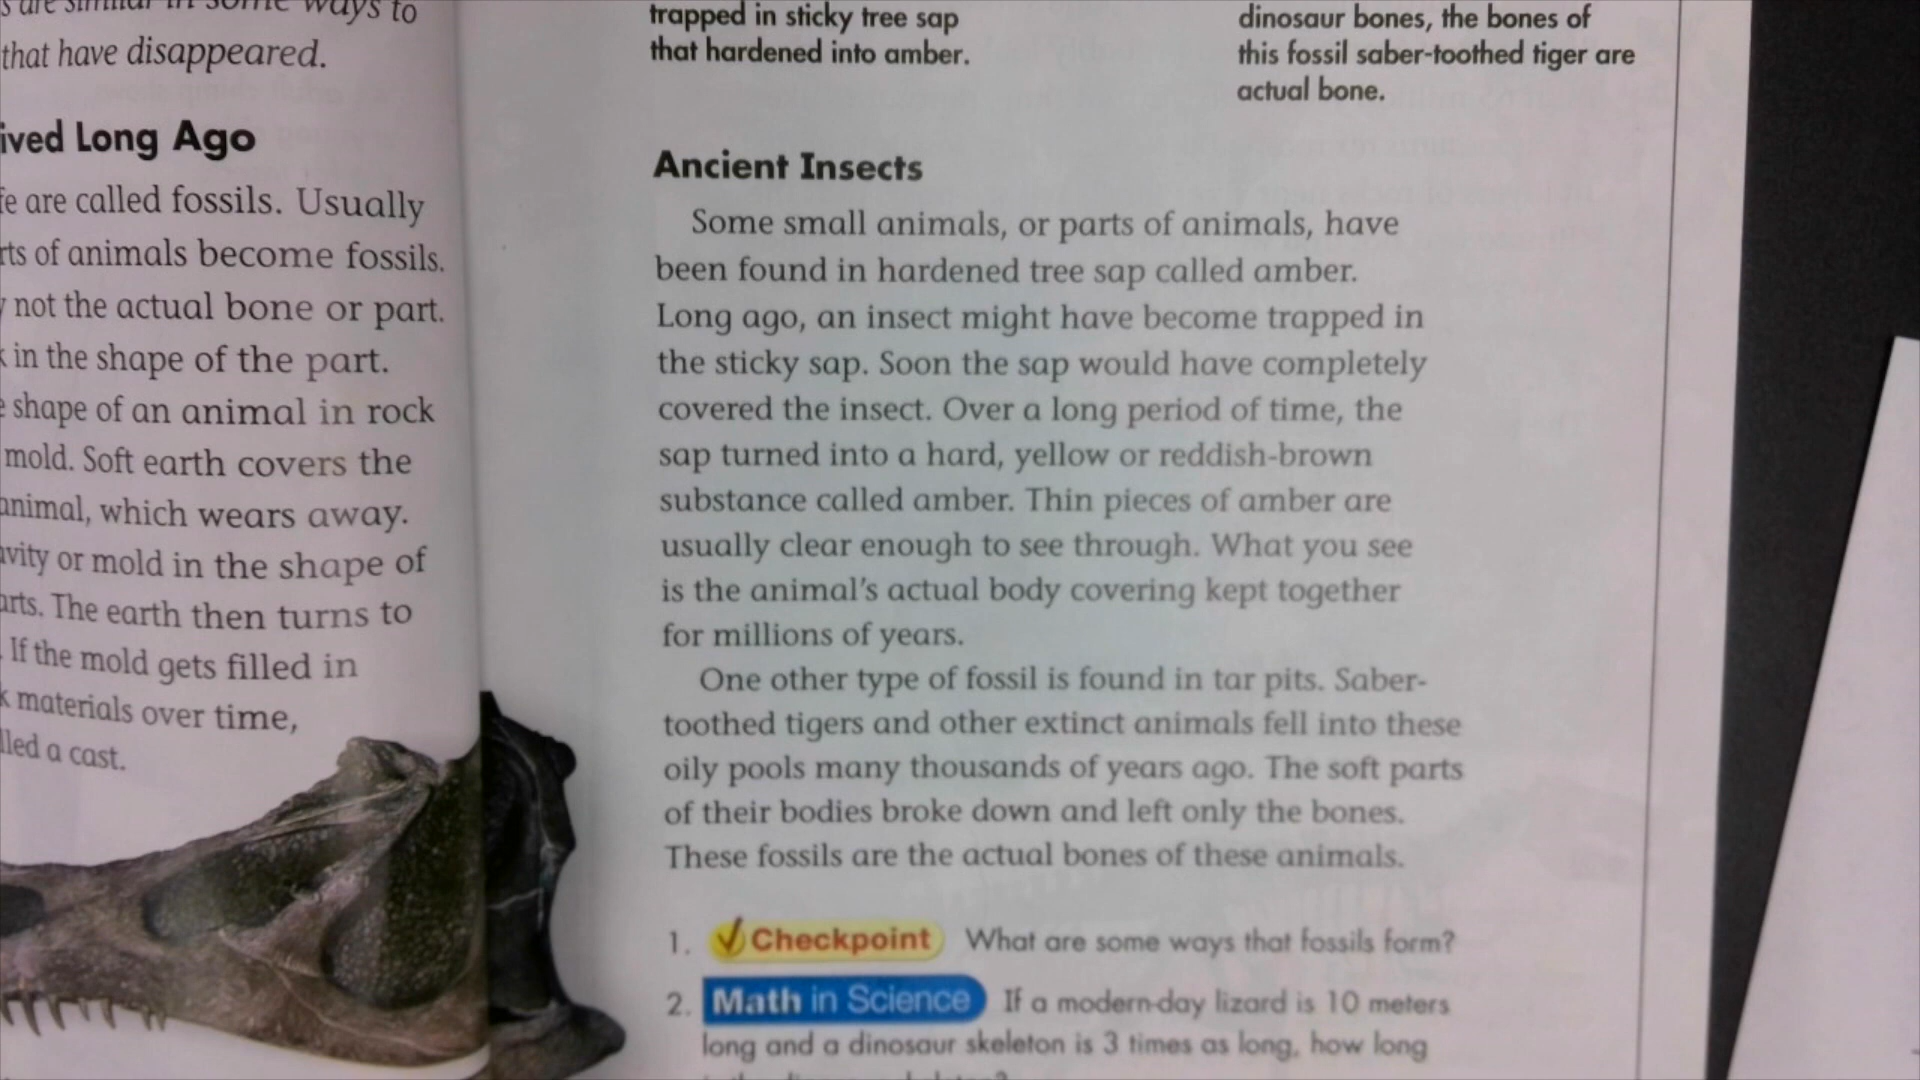 are similar in some ways to
that have disappeared.
ived Long Ago
fe are called fossils. Usually
rts of animals become fossils.
not the actual bone or part.
in the shape of the part.
shape of an animal in rock
mold. Soft earth covers the
animal, which wears away.
avity or mold in the shape of
arts. The earth then turns to
If the mold gets filled in
k materials over time,
lled a cast.
trapped in sticky tree sap
that hardened into amber.
dinosaur bones, the bones of
this fossil saber-toothed tiger are
actual bone.
Ancient Insects
Some small animals, or parts of animals, have
been found in hardened tree sap called amber.
Long ago, an insect might have become trapped in
the sticky sap. Soon the sap would have completely
covered the insect. Over a long period of time, the
sap turned into a hard, yellow or reddish-brown
substance called amber. Thin pieces of amber are
usually clear enough to see through. What you see
is the animal's actual body covering kept together
for millions of years.
One other type of fossil is found in tar pits. Saber-
toothed tigers and other extinct animals fell into these
oily pools many thousands of years ago. The soft parts
of their bodies broke down and left only the bones.
These fossils are the actual bones of these animals.
1. Checkpoint What are some ways that fossils form?
2. Math in Science If a modern-day lizard is 10 meters
long and a dinosaur skeleton is 3 times as long, how long